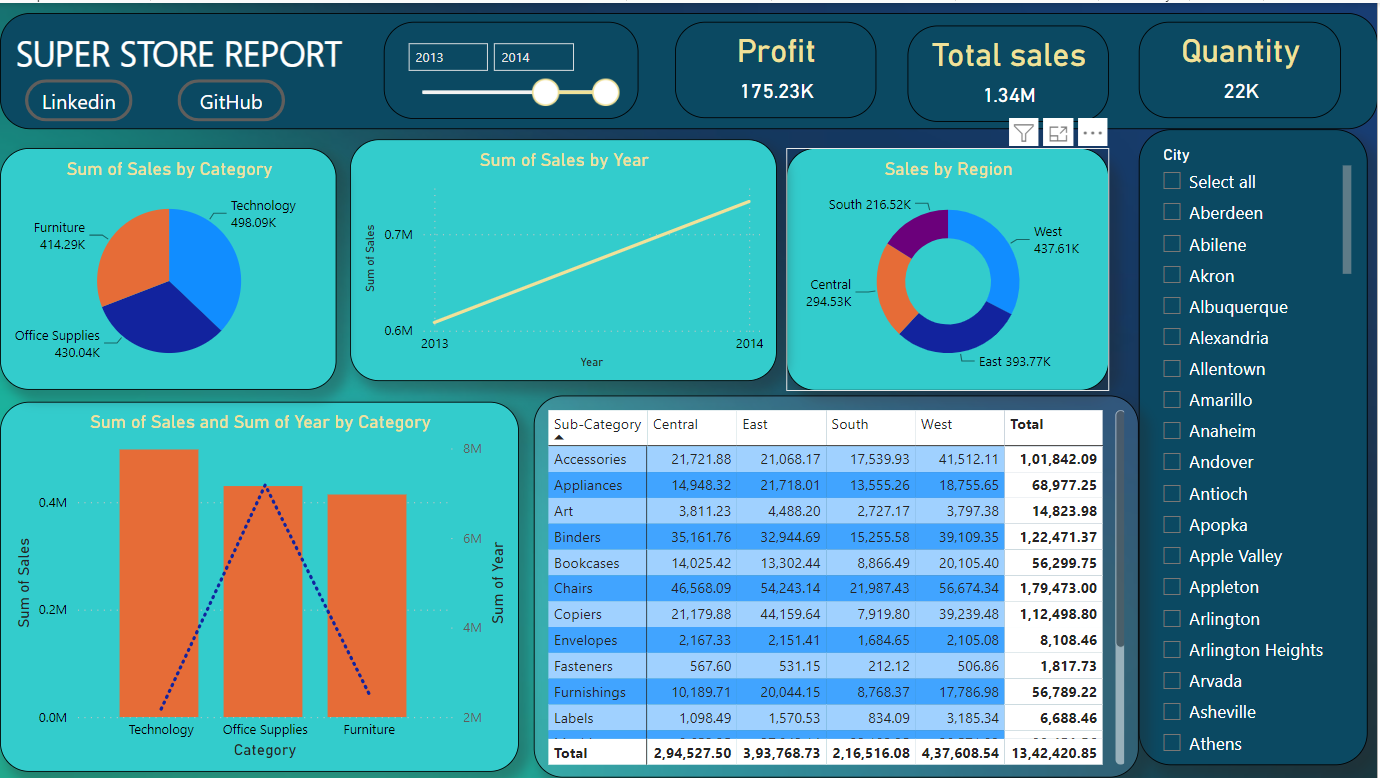 SUPER STORE REPORT
Linkedin
GitHub
2013
2014
Profit
175.23K
Total sales
1.34M
Quantity
22K
Sum of Sales by Category
Technology
498.09K
Furniture
414.29K
Office Supplies
430.04K
Sum of Sales by Year
Sum of Sales
0.7M
0.6M
2013
2014
Year
Sales by Region
South 216.52K
West
437.61K
Central
294.53K
East 393.77K
City
Select all
Aberdeen
Abilene
Akron
Albuquerque
Alexandria
Allentown
Amarillo
Anaheim
Andover
Antioch
Apopka
Apple Valley
Appleton
Arlington
Arlington Heights
Arvada
Asheville
Athens
Sum of Sales and Sum of Year by Category
Sum of Sales
0.4M
0.2M
0.0M
8M
6M
4M
2M
Sum of Year
Technology
Office Supplies
Furniture
Category
Sub-Category Central East South West Total
Accessories 21,721.88 21,068.17 17,539.93 41,512.11 1,01,842.09
Appliances 14,948.32 21,718.01 13,555.26 18,755.65 68,977.25
Art 3,811.23 4,488.20 2,727.17 3,797.38 14,823.98
Binders 35,161.76 32,944.69 15,255.58 39,109.35 1,22,471.37
Bookcases 14,025.42 13,302.44 8,866.49 20,105.40 56,299.75
Chairs 46,568.09 54,243.14 21,987.43 56,674.34 1,79,473.00
Copiers 21,179.88 44,159.64 7,919.80 39,239.48 1,12,498.80
Envelopes 2,167.33 2,151.41 1,684.65 2,105.08 8,108.46
Fasteners 567.60 531.15 212.12 506.86 1,817.73
Furnishings 10,189.71 20,044.15 8,768.37 17,786.98 56,789.22
Labels 1,098.49 1,570.53 834.09 3,185.34 6,688.46
Total 2,94,527.50 3,93,768.73 2,16,516.08 4,37,608.54 13,42,420.85